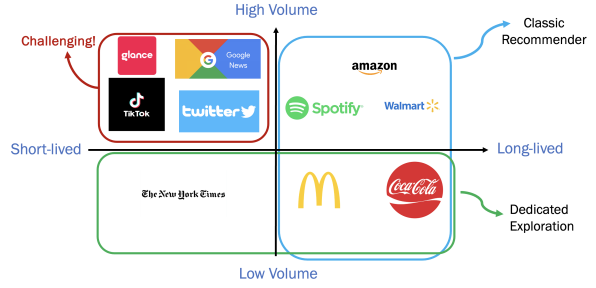 High Volume
Classic
Recommender
Challenging!
glance
Google
News
G
amazon
TikTok
twitter
Spotify
Walmart
Short-lived
Long-lived
The New York Times
Coca-Cola
Dedicated
Exploration
Low Volume